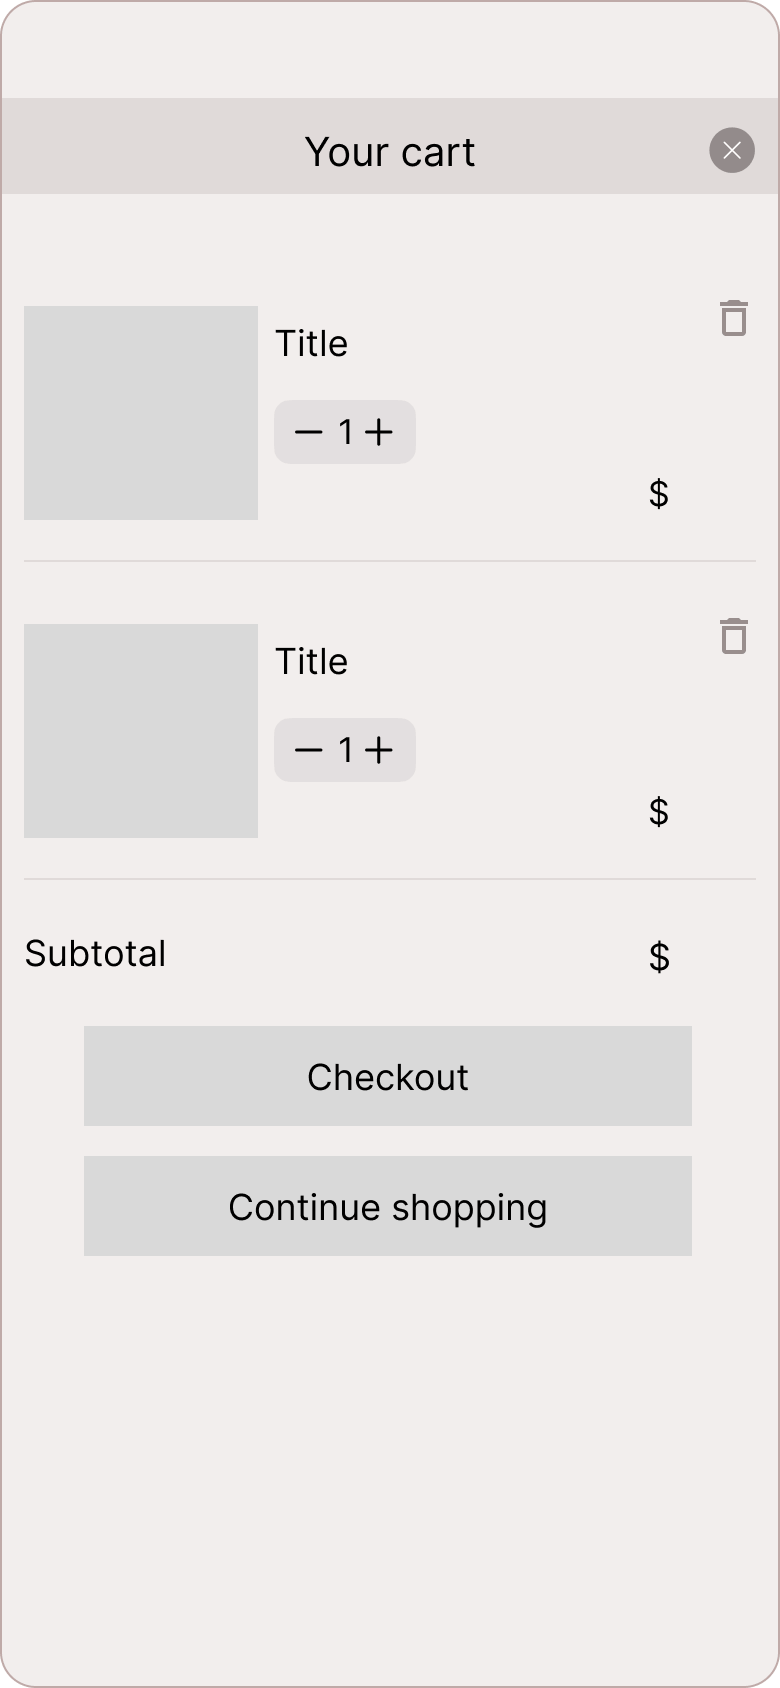 Your cart
Title
1
$
Title
1
$
Subtotal $
Checkout
Continue shopping